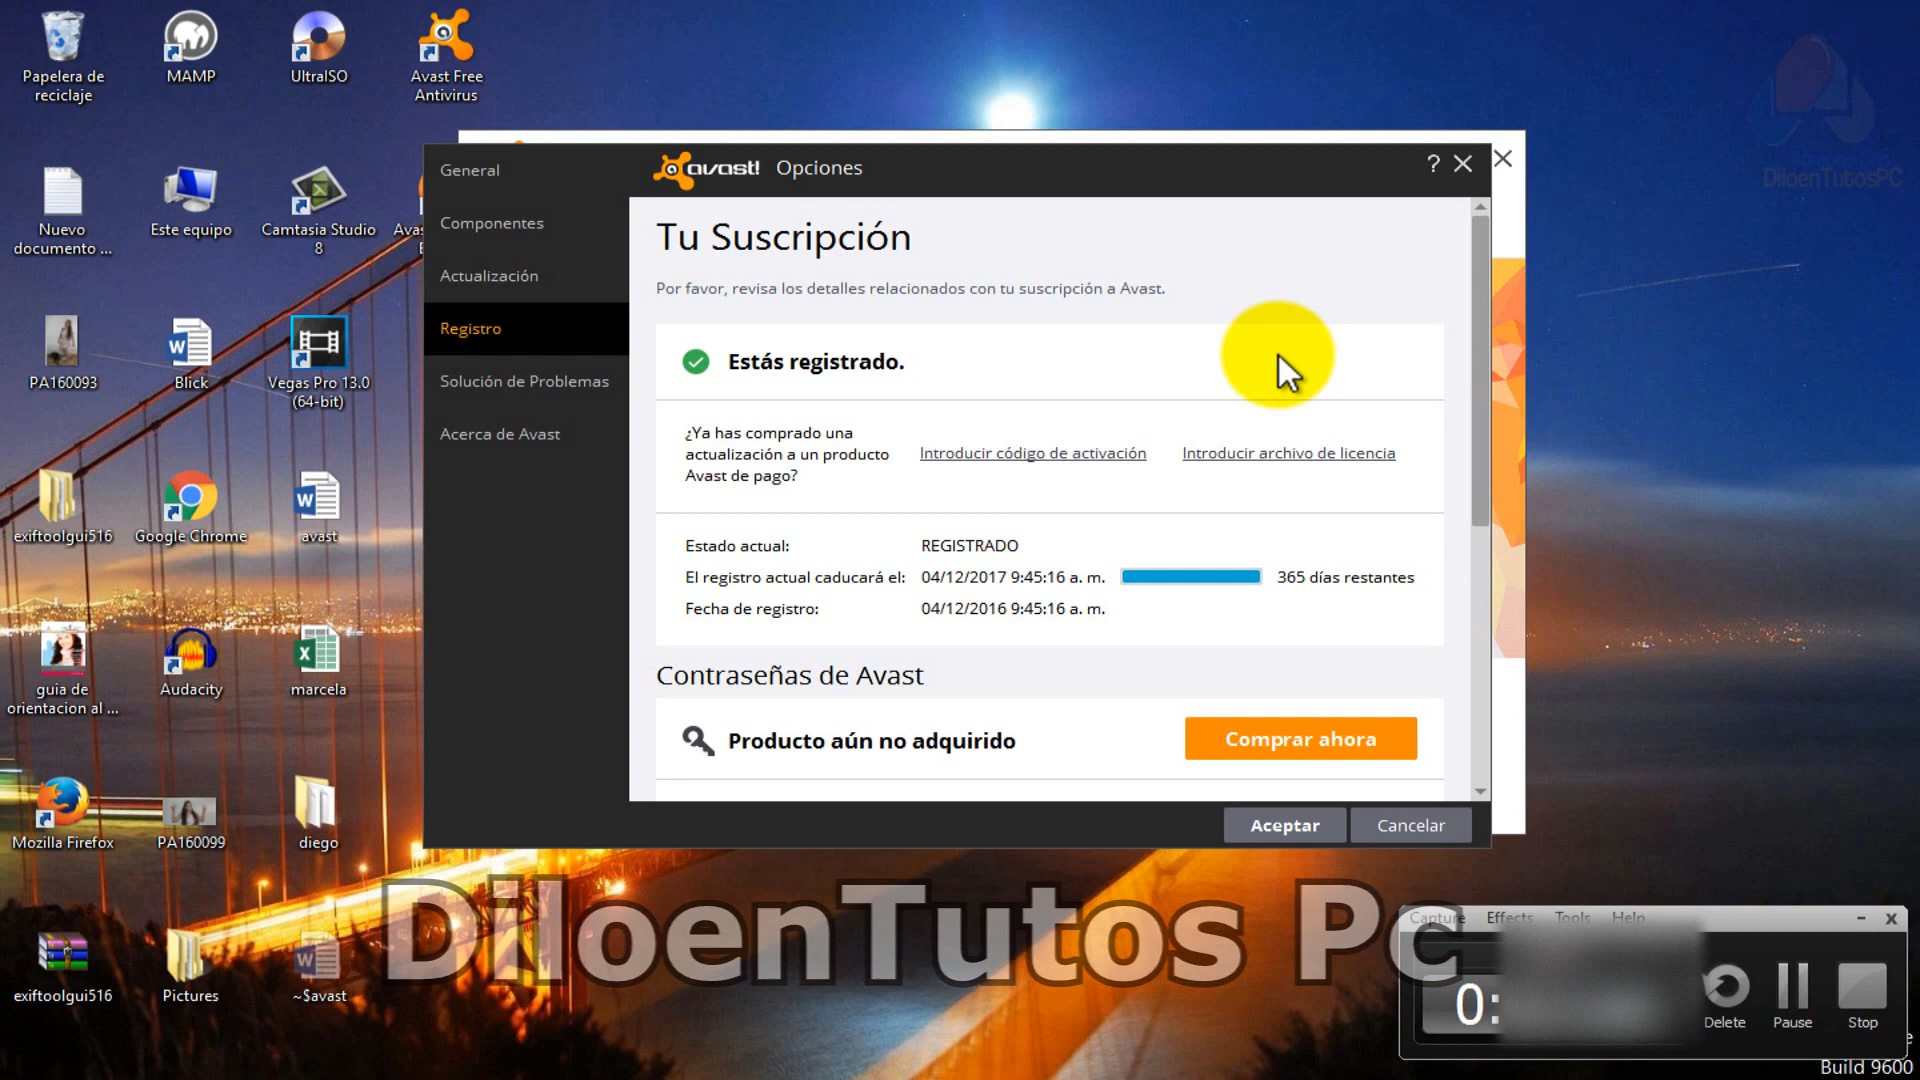 Papelera de
reciclaje
MAMP
UltraISO
Avast Free
Antivirus
Nuevo
documento ...
Este equipo
Camtasia Studio
8
PA160093
Blick
Vegas Pro 13.0
(64-bit)
exiftoolgui516
Google Chrome
avast
guia de
orientacion al ...
Audacity
marcela
Mozilla Firefox
PA160099
diego
exiftoolgui516
Pictures
~$avast
General
Componentes
Actualización
Registro
Solución de Problemas
Acerca de Avast
avast! Opciones
?
Tu Suscripción
Por favor, revisa los detalles relacionados con tu suscripción a Avast.
Estás registrado.
¿Ya has comprado una
actualización a un producto
Avast de pago?
Introducir código de activación
Introducir archivo de licencia
Estado actual: REGISTRADO
El registro actual caducará el: 04/12/2017 9:45:16 a. m. 365 días restantes
Fecha de registro: 04/12/2016 9:45:16 a. m.
Contraseñas de Avast
Producto aún no adquirido
Comprar ahora
Aceptar
Cancelar
DiloenTutosPC
DiloenTutos Pc
Capture Effects Tools Help
0:
Delete
Pause
Stop
Build 9600